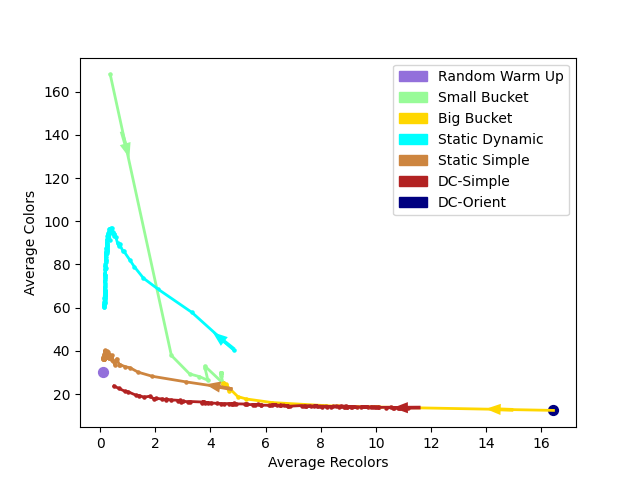 Random Warm Up
Small Bucket
Big Bucket
Static Dynamic
Static Simple
DC-Simple
DC-Orient
160
140
120
100
80
60
40
20
Average Colors
0
2
4
6
8
10
12
14
16
Average Recolors